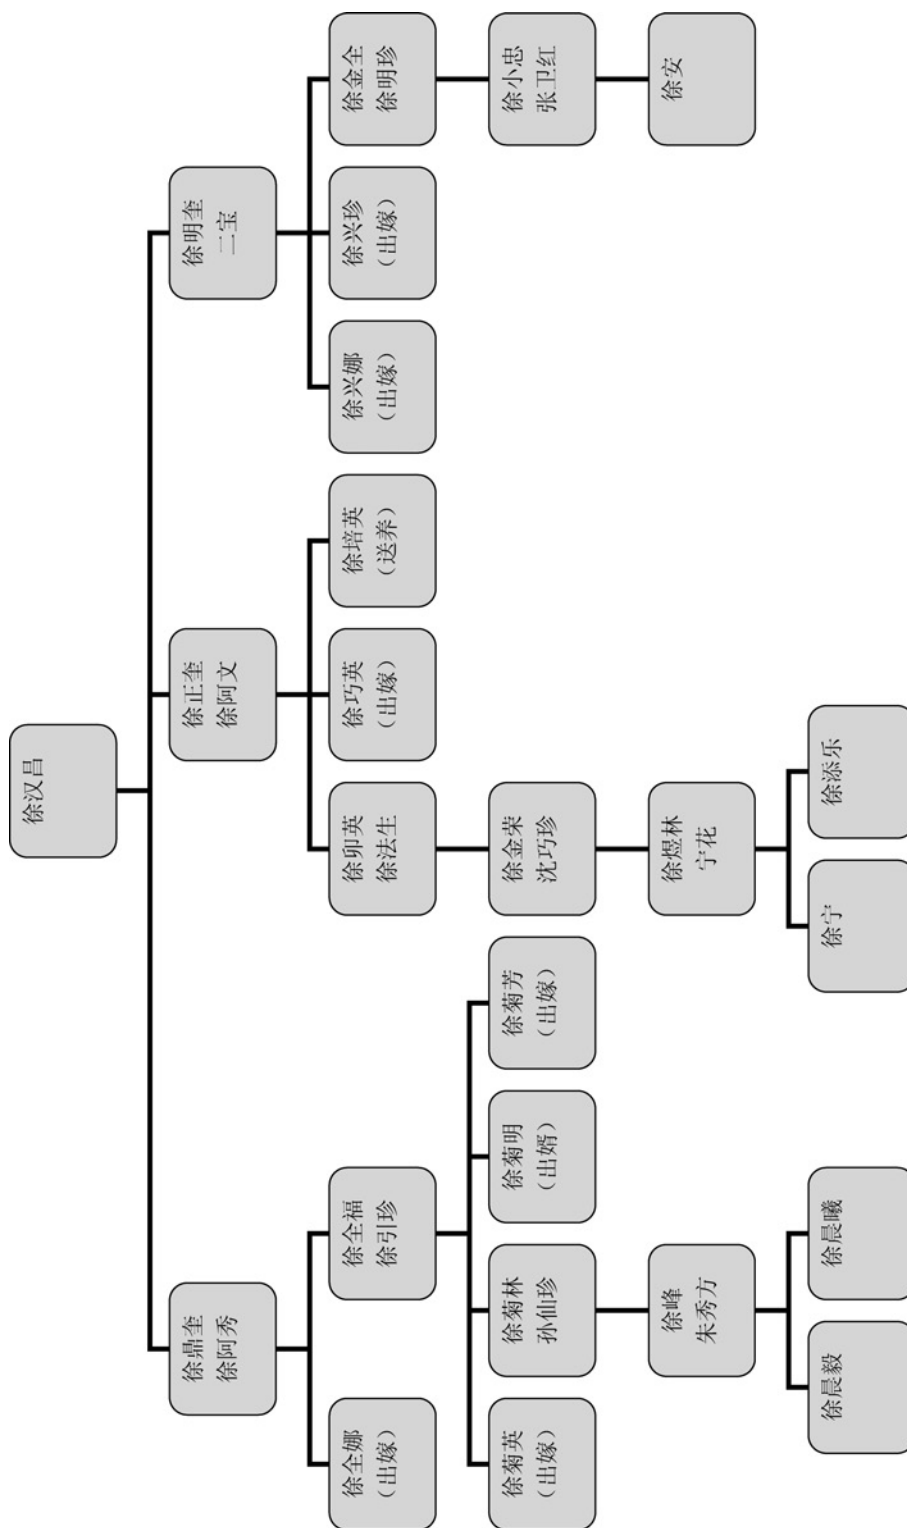 徐汉昌
徐鼎奎
徐阿秀
徐正奎
徐阿文
徐明奎
二宝
徐全娜
（出嫁）
徐全福
徐引珍
徐卯英
徐法生
徐巧英
（出嫁）
徐培英
（送养）
徐兴娜
（出嫁）
徐兴珍
（出嫁）
徐金全
徐明珍
徐菊英
（出嫁）
徐菊林
孙仙珍
徐菊明
（出婿）
徐菊芳
（出嫁）
徐金荣
沈巧珍
徐小忠
张卫红
徐峰
朱秀方
徐煜林
宁花
徐安
徐晨毅
徐晨曦
徐宁
徐添乐